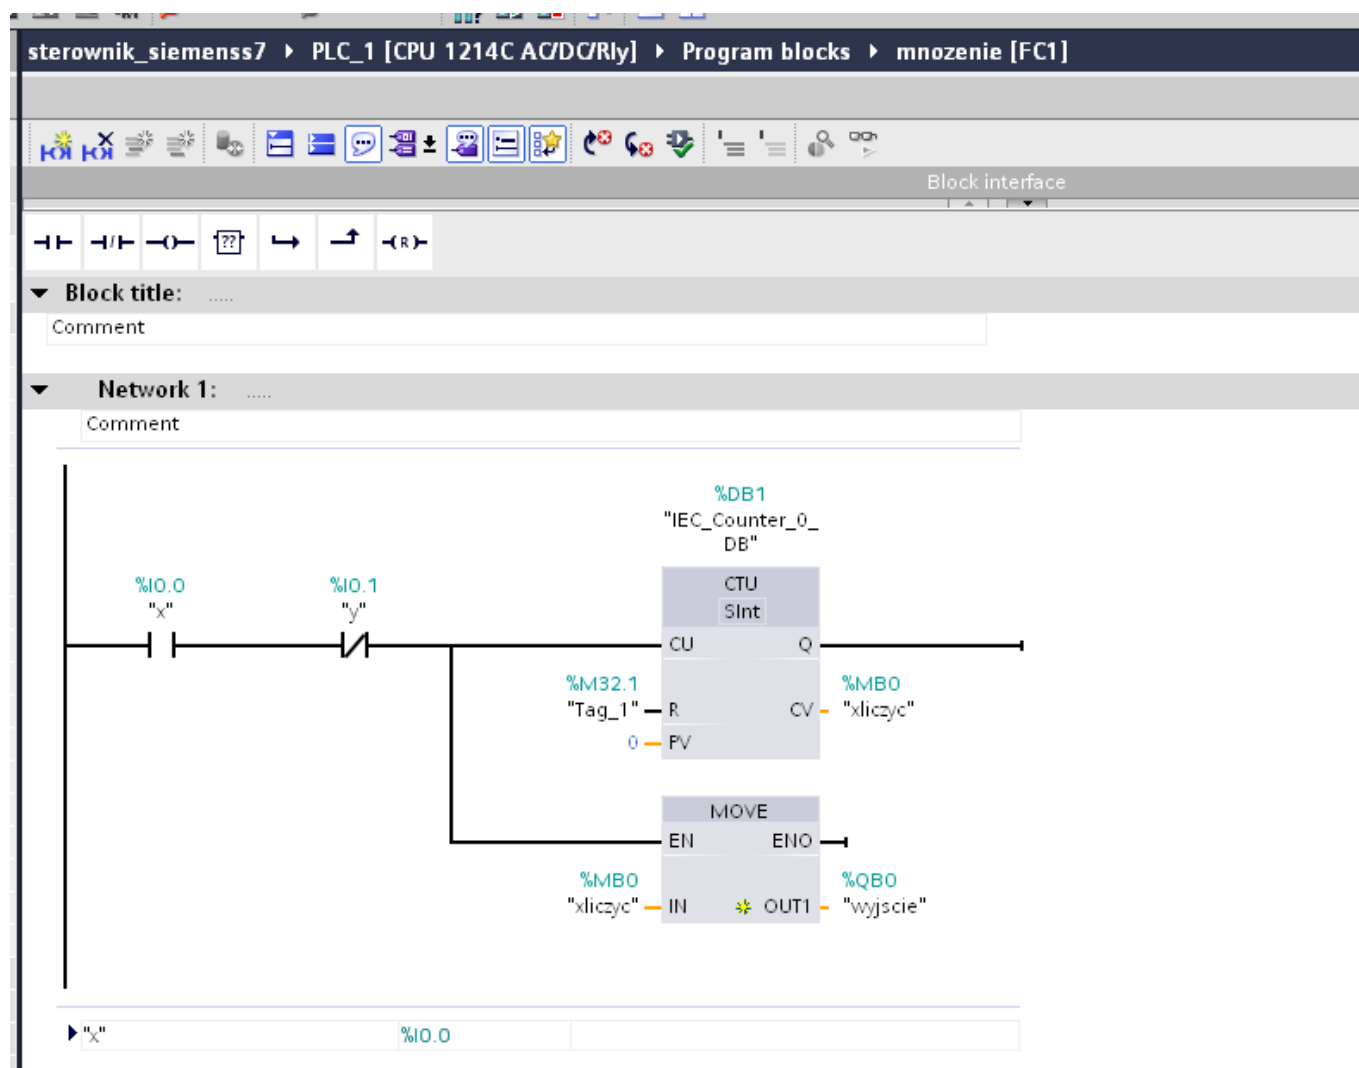 sterownik_siemenss7 ▸ PLC_1 [CPU 1214C AC/DC/Rly] ▸ Program blocks ▸ mnozenie [FC1]
Block interface
??
R
Block title: .....
Comment
Network 1: .....
Comment
%DB1
"IEC_Counter_0_
DB"
CTU
SInt
%I0.0
"x"
%I0.1
"y"
CU Q
%M32.1
"Tag_1" R
%MB0
CV "xliczyc"
0 PV
MOVE
EN ENO
%MB0
"xliczyc" IN
%QB0
OUT1 "wyjscie"
"x" %I0.0